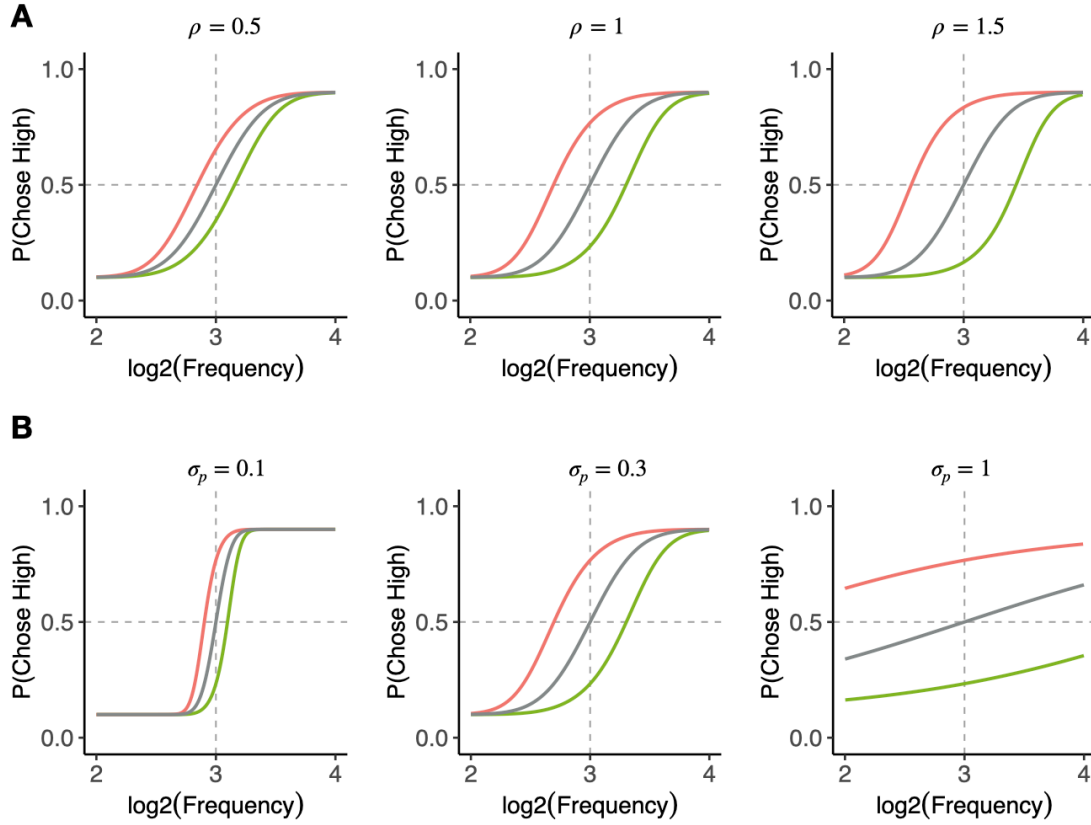 A
ρ = 0.5
ρ = 1
ρ = 1.5
P(Chose High)
1.0
0.5
0.0
2
3
4
log2(Frequency)
P(Chose High)
1.0
0.5
0.0
2
3
4
log2(Frequency)
P(Chose High)
1.0
0.5
0.0
2
3
4
log2(Frequency)
B
σp = 0.1
σp = 0.3
σp = 1
P(Chose High)
1.0
0.5
0.0
2
3
4
log2(Frequency)
P(Chose High)
1.0
0.5
0.0
2
3
4
log2(Frequency)
P(Chose High)
1.0
0.5
0.0
2
3
4
log2(Frequency)